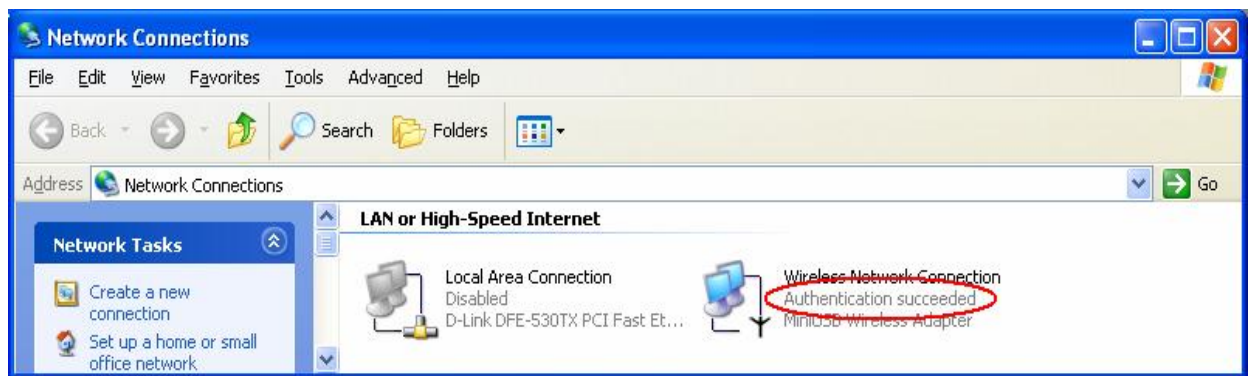 Network Connections
File Edit View Favorites Tools Advanced Help
Back Search Folders
Address Network Connections Go
Network Tasks
Create a new
connection
Set up a home or small
office network
LAN or High-Speed Internet
Local Area Connection
Disabled
D-Link DFE-530TX PCI Fast Et...
Wireless Network Connection
Authentication succeeded
MiniUSB Wireless Adapter